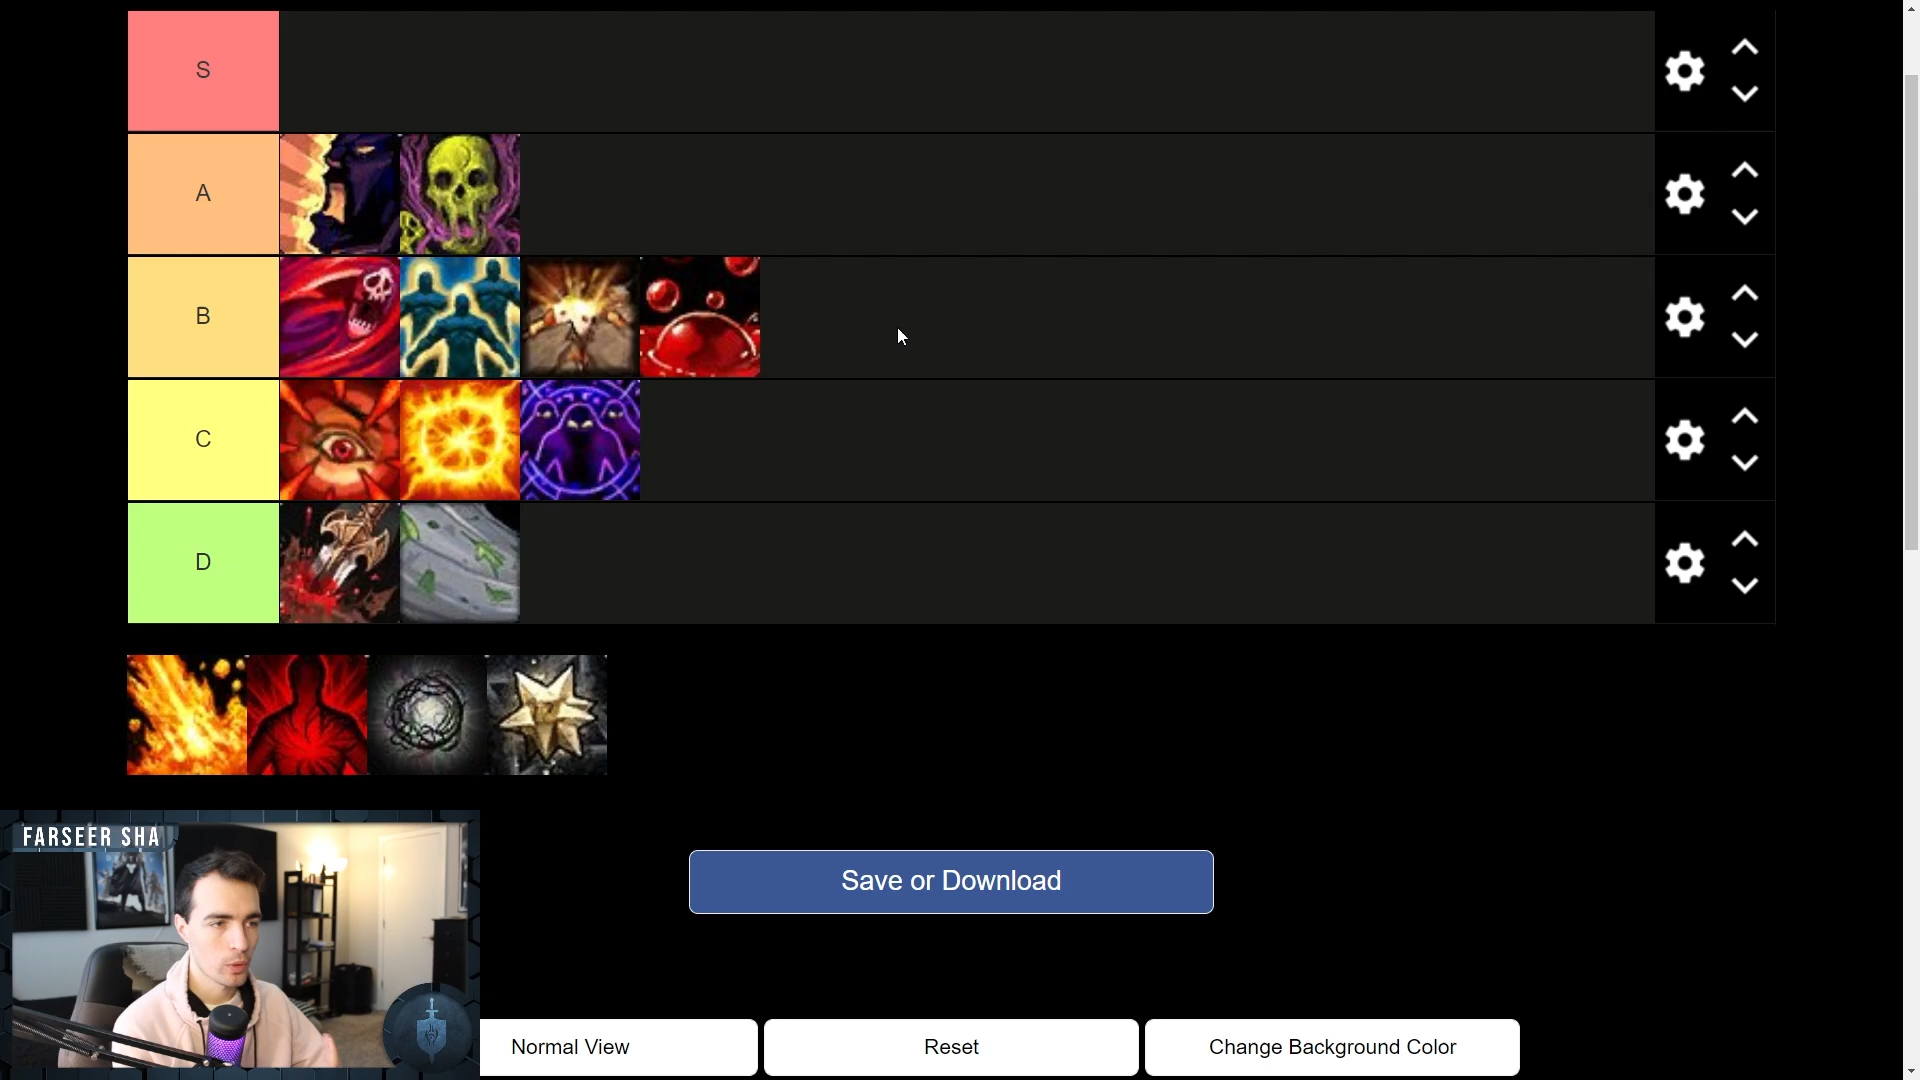 S
A
B
C
D
FARSEER SHA
Save or Download
Normal View
Reset
Change Background Color